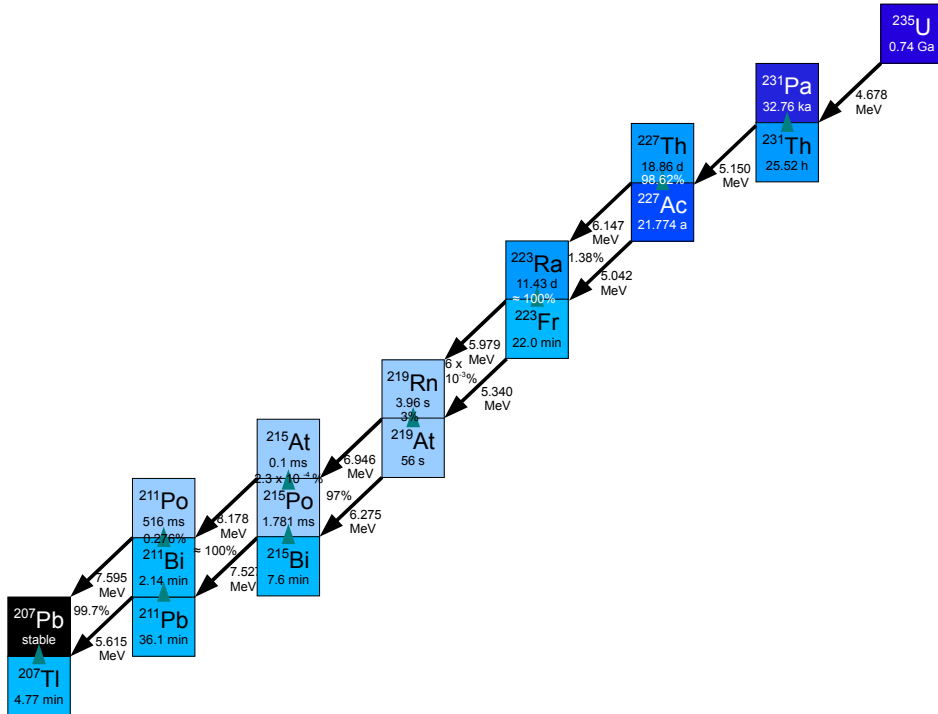 ²³⁵U
0.74 Ga
²³¹Pa
32.76 ka
4.678
MeV
²³¹Th
25.52 h
²²⁷Th
18.86 d
98.62%
5.150
MeV
²²⁷Ac
21.774 a
6.147
MeV
²²³Ra
1.38%
11.43 d
5.042
MeV
≈ 100%
²²³Fr
22.0 min
5.979
MeV
6 x
10⁻³%
²¹⁹Rn
3.96 s
3%
5.340
MeV
²¹⁹At
56 s
²¹⁵At
0.1 ms
6.946
MeV
2.3 x 10⁻⁴%
²¹⁵Po
1.781 ms
97%
6.275
MeV
²¹¹Po
516 ms
8.178
MeV
0.276%
²¹¹Bi
2.14 min
≈ 100%
²¹⁵Bi
7.6 min
7.527
MeV
7.595
MeV
²⁰⁷Pb
stable
99.7%
²¹¹Pb
36.1 min
5.615
MeV
²⁰⁷Tl
4.77 min